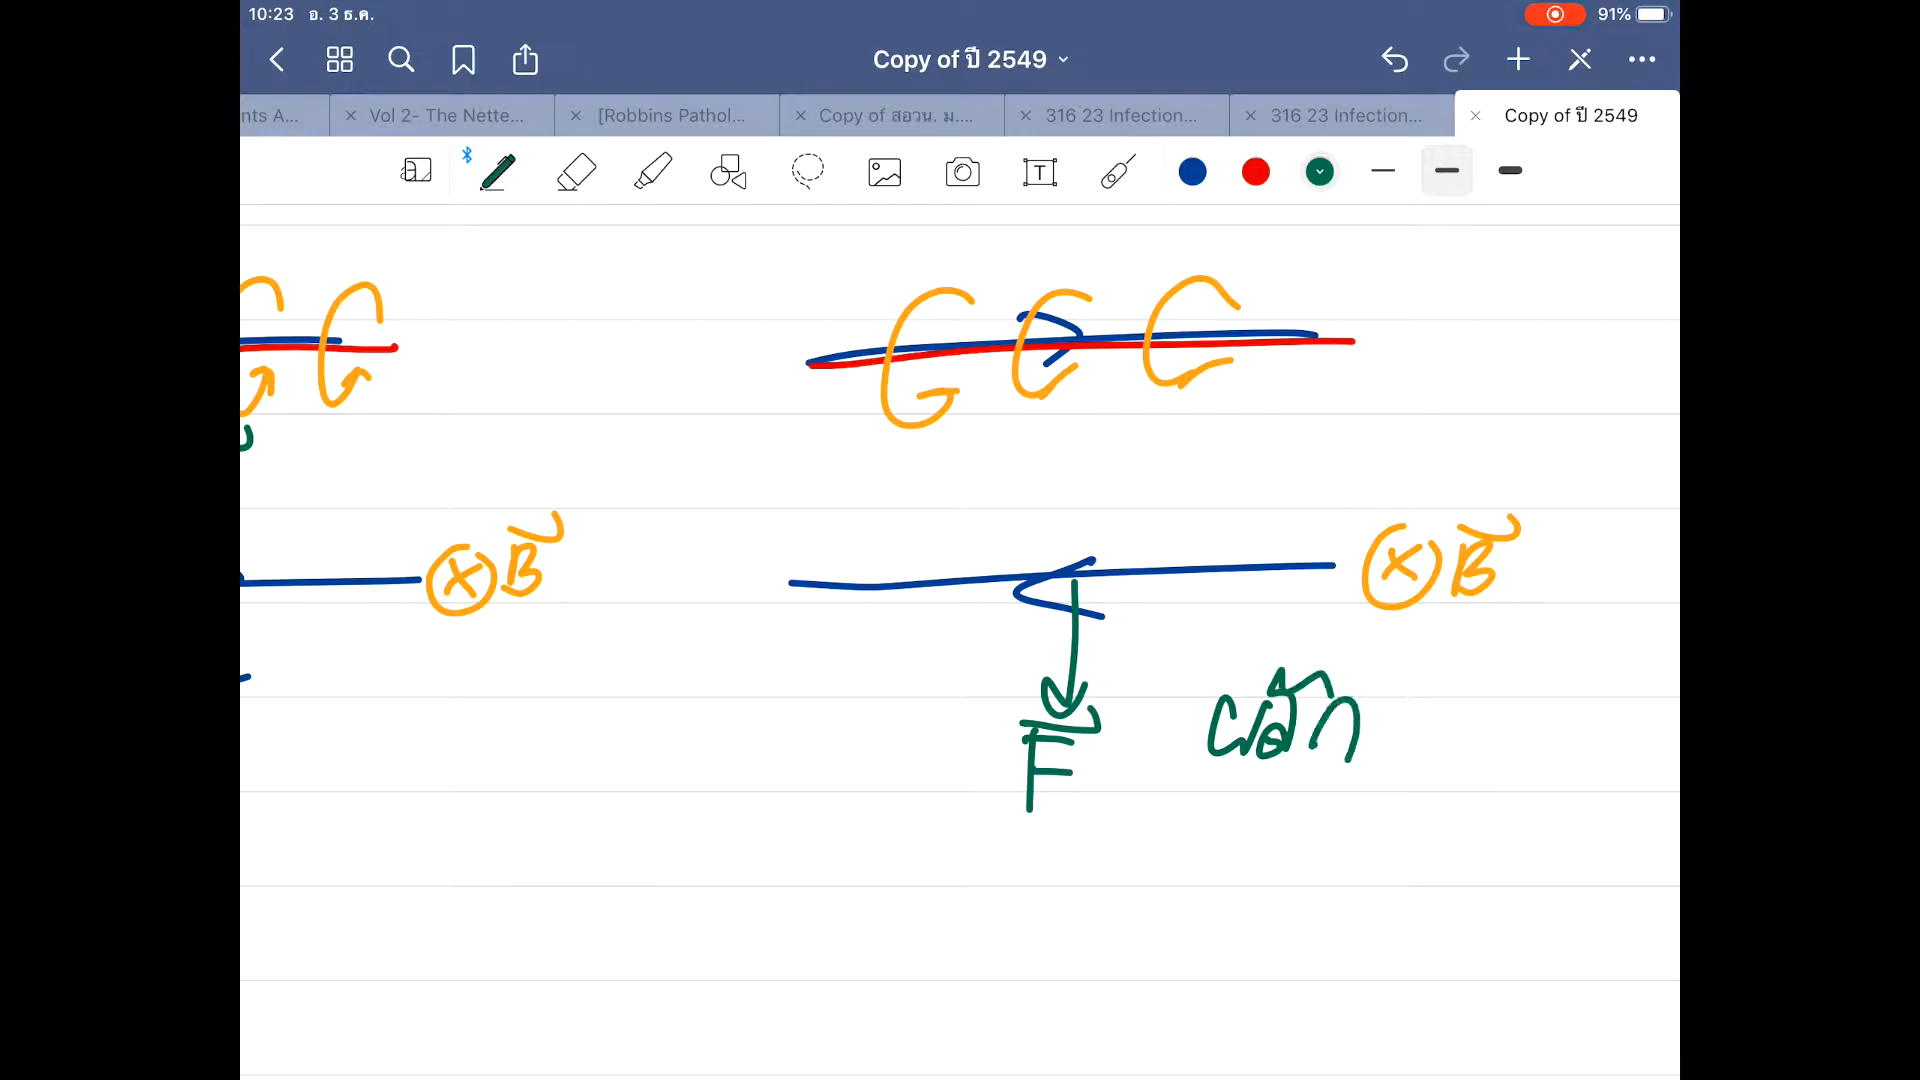 10:23 อ. 3 ธ.ค.
91%
Copy of ปี 2549
nts A...
Vol 2- The Nette...
[Robbins Pathol...
Copy of สอวน. ม....
316 23 Infection...
316 23 Infection...
Copy of ปี 2549
B B
F
ผลัก